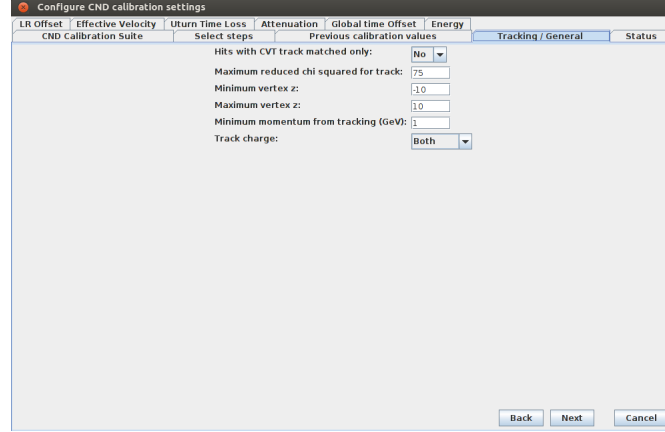 Configure CND calibration settings
LR Offset Effective Velocity Uturn Time Loss Attenuation Global time Offset Energy
CND Calibration Suite Select steps Previous calibration values Tracking / General Status
Hits with CVT track matched only: No
Maximum reduced chi squared for track: 75
Minimum vertex z: -10
Maximum vertex z: 10
Minimum momentum from tracking (GeV): 1
Track charge: Both
Back Next Cancel